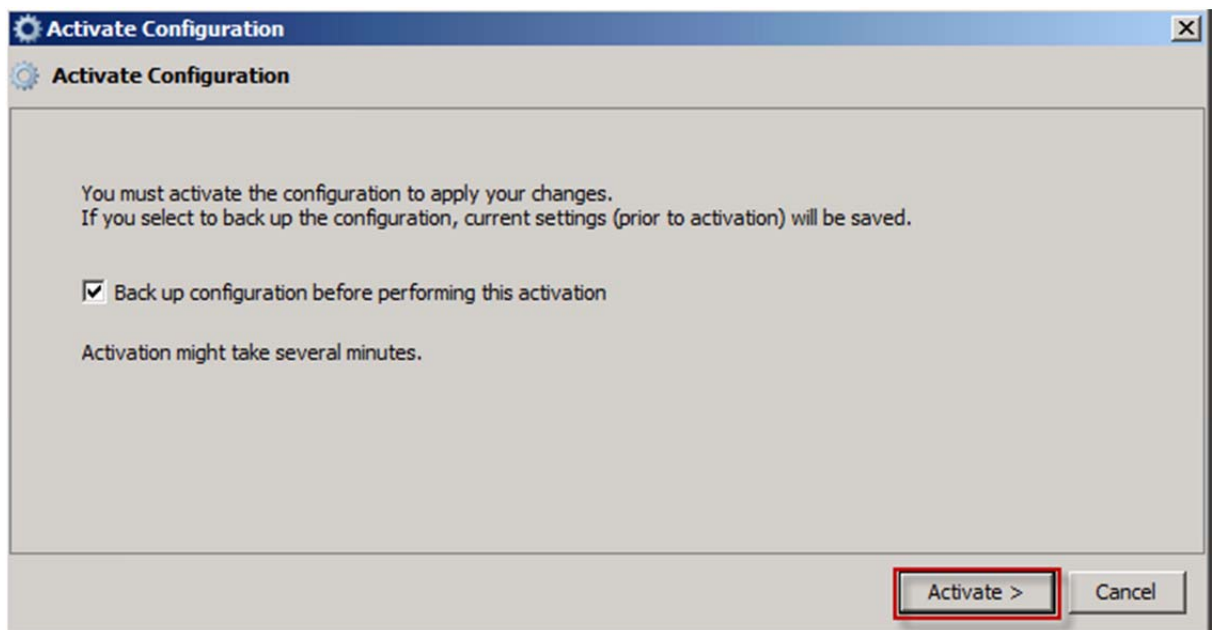 Activate Configuration
Activate Configuration
You must activate the configuration to apply your changes.
If you select to back up the configuration, current settings (prior to activation) will be saved.
Back up configuration before performing this activation
Activation might take several minutes.
Activate >
Cancel